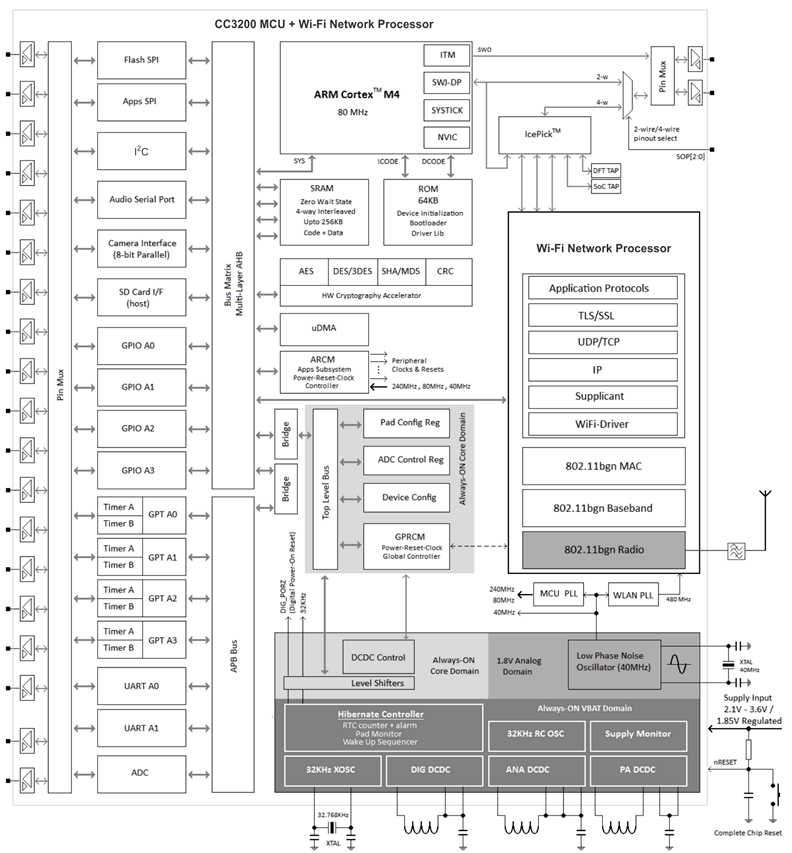 CC3200 MCU + Wi-Fi Network Processor
Pin Mux
Flash SPI
Apps SPI
I2C
Audio Serial Port
Camera Interface
(8-bit Parallel)
SD Card I/F
(host)
GPIO A0
GPIO A1
GPIO A2
GPIO A3
Timer A
Timer B
GPT A0
Timer A
Timer B
GPT A1
Timer A
Timer B
GPT A2
Timer A
Timer B
GPT A3
UART A0
UART A1
ADC
Bus Matrix
Multi-Layer AHB
APB Bus
ARM Cortex™ M4
80 MHz
ITM
SWJ-DP
SYSTICK
NVIC
SWO
2-w
4-w
Pin Mux
2-wire/4-wire
pinout select
SOP[2:0]
IcePick™
DFT TAP
SoC TAP
SYS
ICODE
DCODE
SRAM
Zero Wait State
4-way Interleaved
Upto 256KB
Code + Data
ROM
64KB
Device Initialization
Bootloader
Driver Lib
AES
DES/3DES
SHA/MD5
CRC
HW Cryptography Accelerator
uDMA
ARCM
Apps Subsystem
Power-Reset-Clock
Controller
Peripheral
Clocks & Resets
240MHz , 80MHz , 40MHz
Bridge
Bridge
Top Level Bus
Pad Config Reg
ADC Control Reg
Device Config
GPRCM
Power-Reset-Clock
Global Controller
Always-ON Core Domain
Wi-Fi Network Processor
Application Protocols
TLS/SSL
UDP/TCP
IP
Supplicant
WiFi-Driver
802.11bgn MAC
802.11bgn Baseband
802.11bgn Radio
DIG_PORZ
(Digital Power-On Reset)
32KHz
240MHz
80MHz
40MHz
MCU PLL
WLAN PLL
480 MHz
DCDC Control
Level Shifters
Always-ON
Core Domain
1.8V Analog
Domain
Low Phase Noise
Oscillator (40MHz)
XTAL
40MHz
Supply Input
2.1V - 3.6V /
1.85V Regulated
Always-ON VBAT Domain
Hibernate Controller
RTC counter + alarm
Pad Monitor
Wake Up Sequencer
32KHz RC OSC
Supply Monitor
32KHz XOSC
DIG DCDC
ANA DCDC
PA DCDC
nRESET
32.768KHz
XTAL
Complete Chip Reset